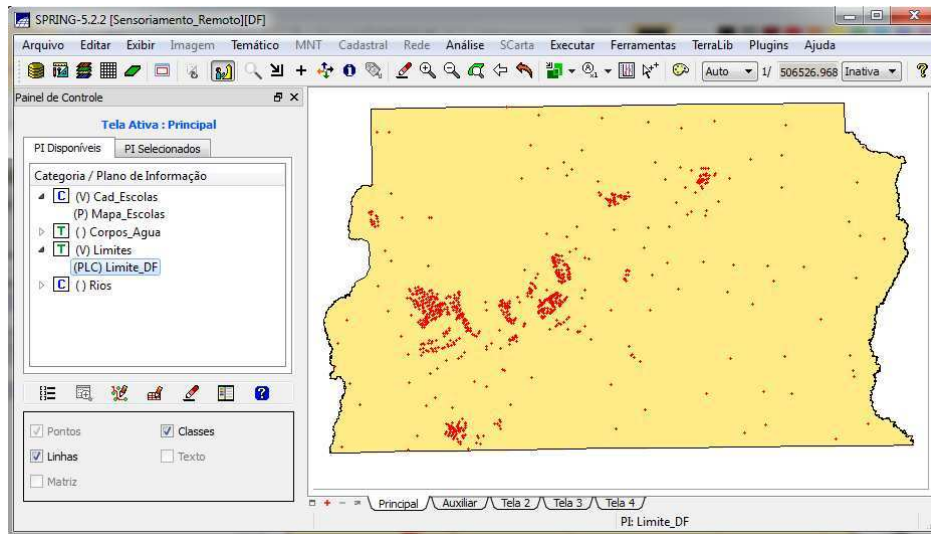 SPRING-5.2.2 [Sensoriamento_Remoto][DF]
Arquivo Editar Exibir Imagem Temático MNT Cadastral Rede Análise SCarta Executar Ferramentas TerraLib Plugins Ajuda
Auto 1/ 506526.968 Inativa
Painel de Controle
Tela Ativa : Principal
PI Disponíveis PI Selecionados
Categoria / Plano de Informação
C (V) Cad_Escolas
(P) Mapa_Escolas
T ( ) Corpos_Agua
T (V) Limites
(PLC) Limite_DF
C ( ) Rios
Pontos Classes
Linhas Texto
Matriz
Principal Auxiliar Tela 2 Tela 3 Tela 4
PI: Limite_DF